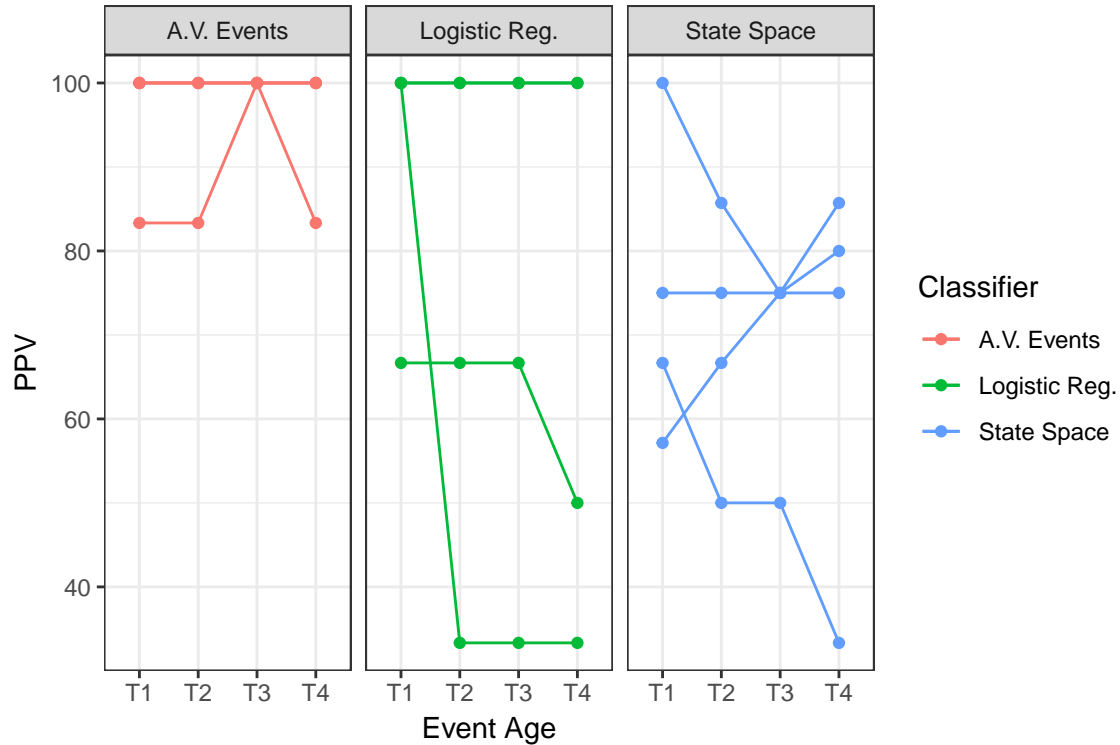 A.V. Events
Logistic Reg.
State Space
100
80
60
40
PPV
T1 T2 T3 T4
T1 T2 T3 T4
T1 T2 T3 T4
Event Age
Classifier
A.V. Events
Logistic Reg.
State Space